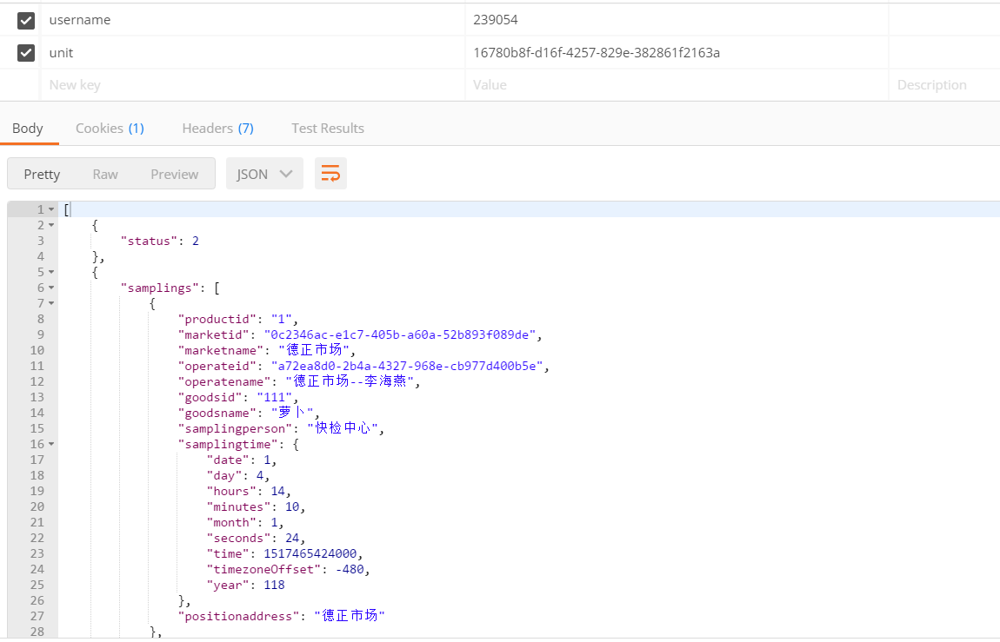 username 239054
unit 16780b8f-d16f-4257-829e-382861f2163a
New key Value Description
Body Cookies (1) Headers (7) Test Results
Pretty Raw Preview JSON
1 [
2 {
3 "status": 2
4 },
5 {
6 "samplings": [
7 {
8 "productid": "1",
9 "marketid": "0c2346ac-e1c7-405b-a60a-52b893f089de",
10 "marketname": "德正市场",
11 "operateid": "a72ea8d0-2b4a-4327-968e-cb977d400b5e",
12 "operatename": "德正市场--李海燕",
13 "goodsid": "111",
14 "goodsname": "萝卜",
15 "samplingperson": "快检中心",
16 "samplingtime": {
17 "date": 1,
18 "day": 4,
19 "hours": 14,
20 "minutes": 10,
21 "month": 1,
22 "seconds": 24,
23 "time": 1517465424000,
24 "timezoneOffset": -480,
25 "year": 118
26 },
27 "positionaddress": "德正市场"
28 },